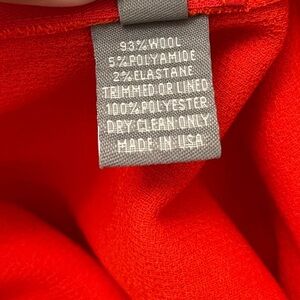 93% WOOL
5% POLYAMIDE
2% ELASTANE
TRIMMED OR LINED
100% POLYESTER
DRY CLEAN ONLY
MADE IN USA